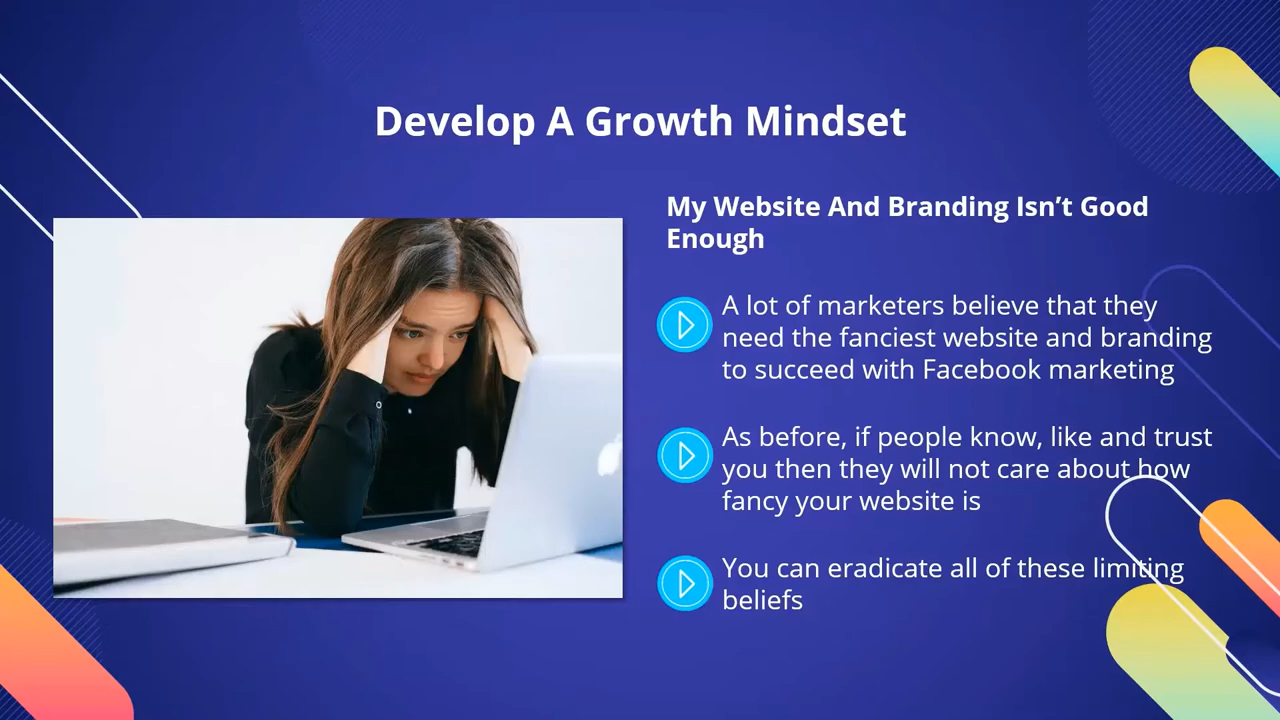 Develop A Growth Mindset
My Website And Branding Isn’t Good
Enough
A lot of marketers believe that they
need the fanciest website and branding
to succeed with Facebook marketing
As before, if people know, like and trust
you then they will not care about how
fancy your website is
You can eradicate all of these limiting
beliefs